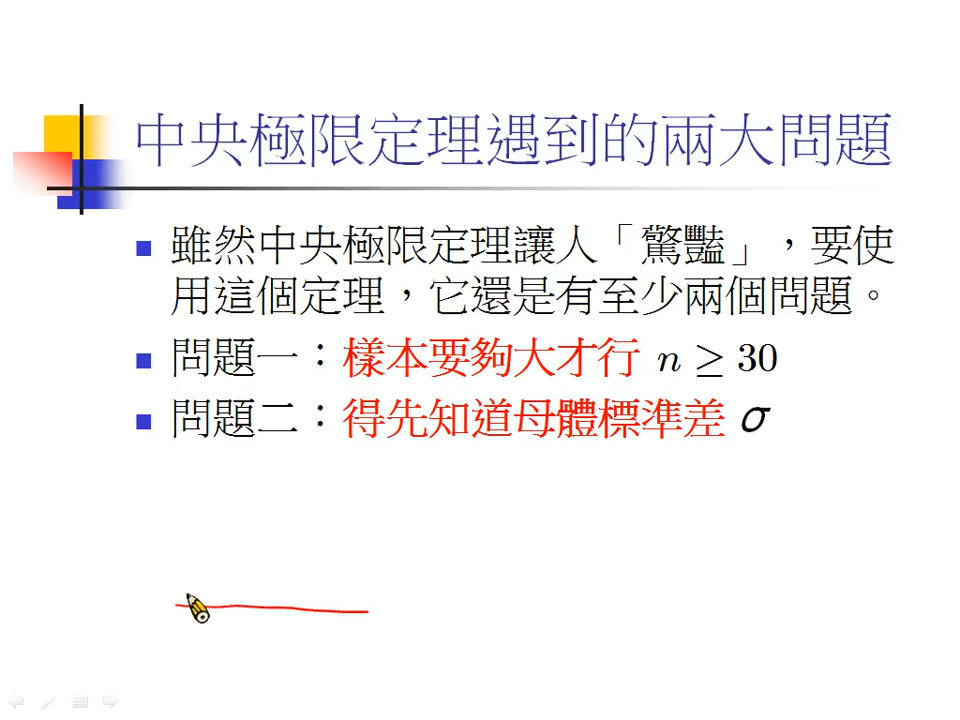 中央極限定理遇到的兩大問題
雖然中央極限定理讓人「驚豔」，要使
用這個定理，它還是有至少兩個問題。
問題一：樣本要夠大才行 n ≥ 30
問題二：得先知道母體標準差 σ